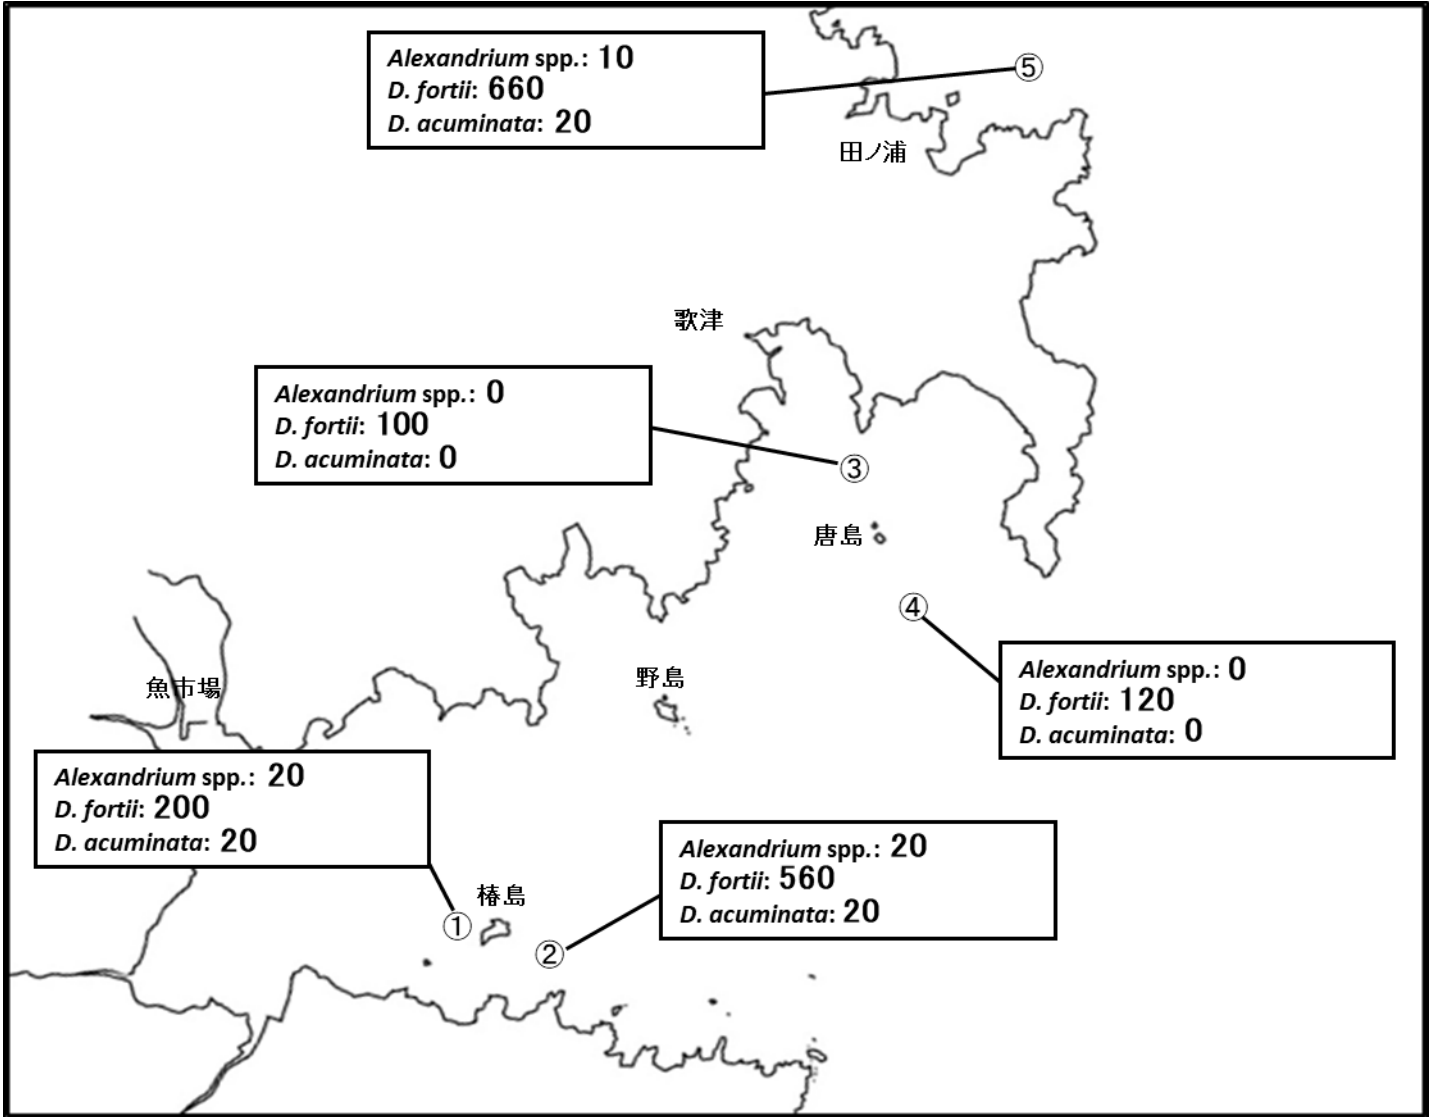 Alexandrium spp.: 10
D. fortii: 660
D. acuminata: 20
⑤
田ノ浦
歌津
Alexandrium spp.: 0
D. fortii: 100
D. acuminata: 0
③
唐島
④
Alexandrium spp.: 0
D. fortii: 120
D. acuminata: 0
野島
魚市場
Alexandrium spp.: 20
D. fortii: 200
D. acuminata: 20
①
椿島
②
Alexandrium spp.: 20
D. fortii: 560
D. acuminata: 20